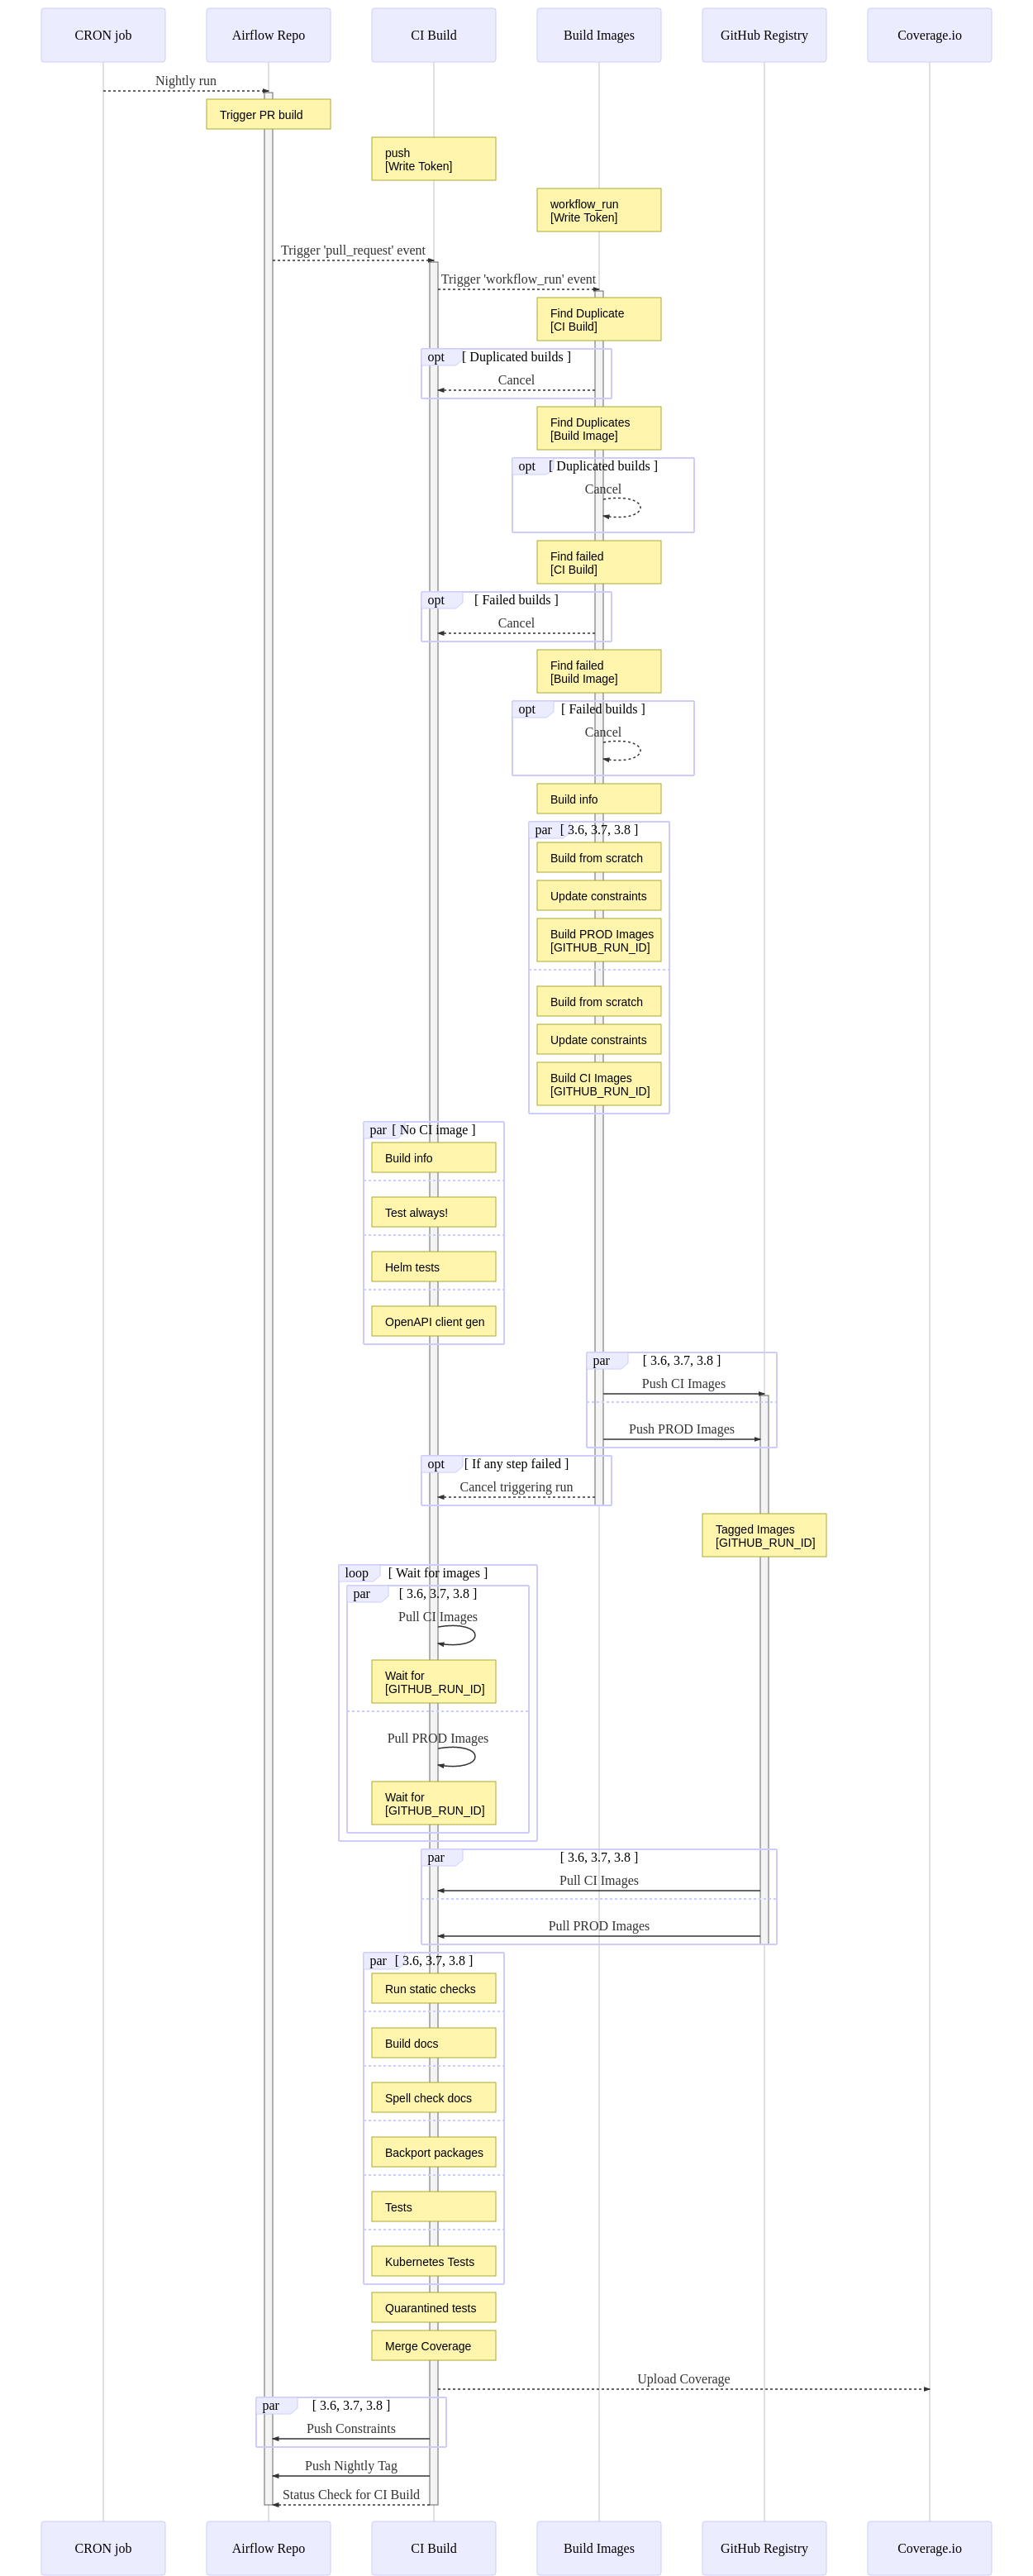 CRON job
Airflow Repo
CI Build
Build Images
GitHub Registry
Coverage.io
Nightly run
Trigger PR build
push
[Write Token]
workflow_run
[Write Token]
Trigger 'pull_request' event
Trigger 'workflow_run' event
Find Duplicate
[CI Build]
opt
[ Duplicated builds ]
Cancel
Find Duplicates
[Build Image]
opt
[ Duplicated builds ]
Cancel
Find failed
[CI Build]
opt
[ Failed builds ]
Cancel
Find failed
[Build Image]
opt
[ Failed builds ]
Cancel
Build info
par
[ 3.6, 3.7, 3.8 ]
Build from scratch
Update constraints
Build PROD Images
[GITHUB_RUN_ID]
Build from scratch
Update constraints
Build CI Images
[GITHUB_RUN_ID]
par
[ No CI image ]
Build info
Test always!
Helm tests
OpenAPI client gen
par
[ 3.6, 3.7, 3.8 ]
Push CI Images
Push PROD Images
opt
[ If any step failed ]
Cancel triggering run
Tagged Images
[GITHUB_RUN_ID]
loop
[ Wait for images ]
par
[ 3.6, 3.7, 3.8 ]
Pull CI Images
Wait for
[GITHUB_RUN_ID]
Pull PROD Images
Wait for
[GITHUB_RUN_ID]
par
[ 3.6, 3.7, 3.8 ]
Pull CI Images
Pull PROD Images
par
[ 3.6, 3.7, 3.8 ]
Run static checks
Build docs
Spell check docs
Backport packages
Tests
Kubernetes Tests
Quarantined tests
Merge Coverage
Upload Coverage
par
[ 3.6, 3.7, 3.8 ]
Push Constraints
Push Nightly Tag
Status Check for CI Build
CRON job
Airflow Repo
CI Build
Build Images
GitHub Registry
Coverage.io